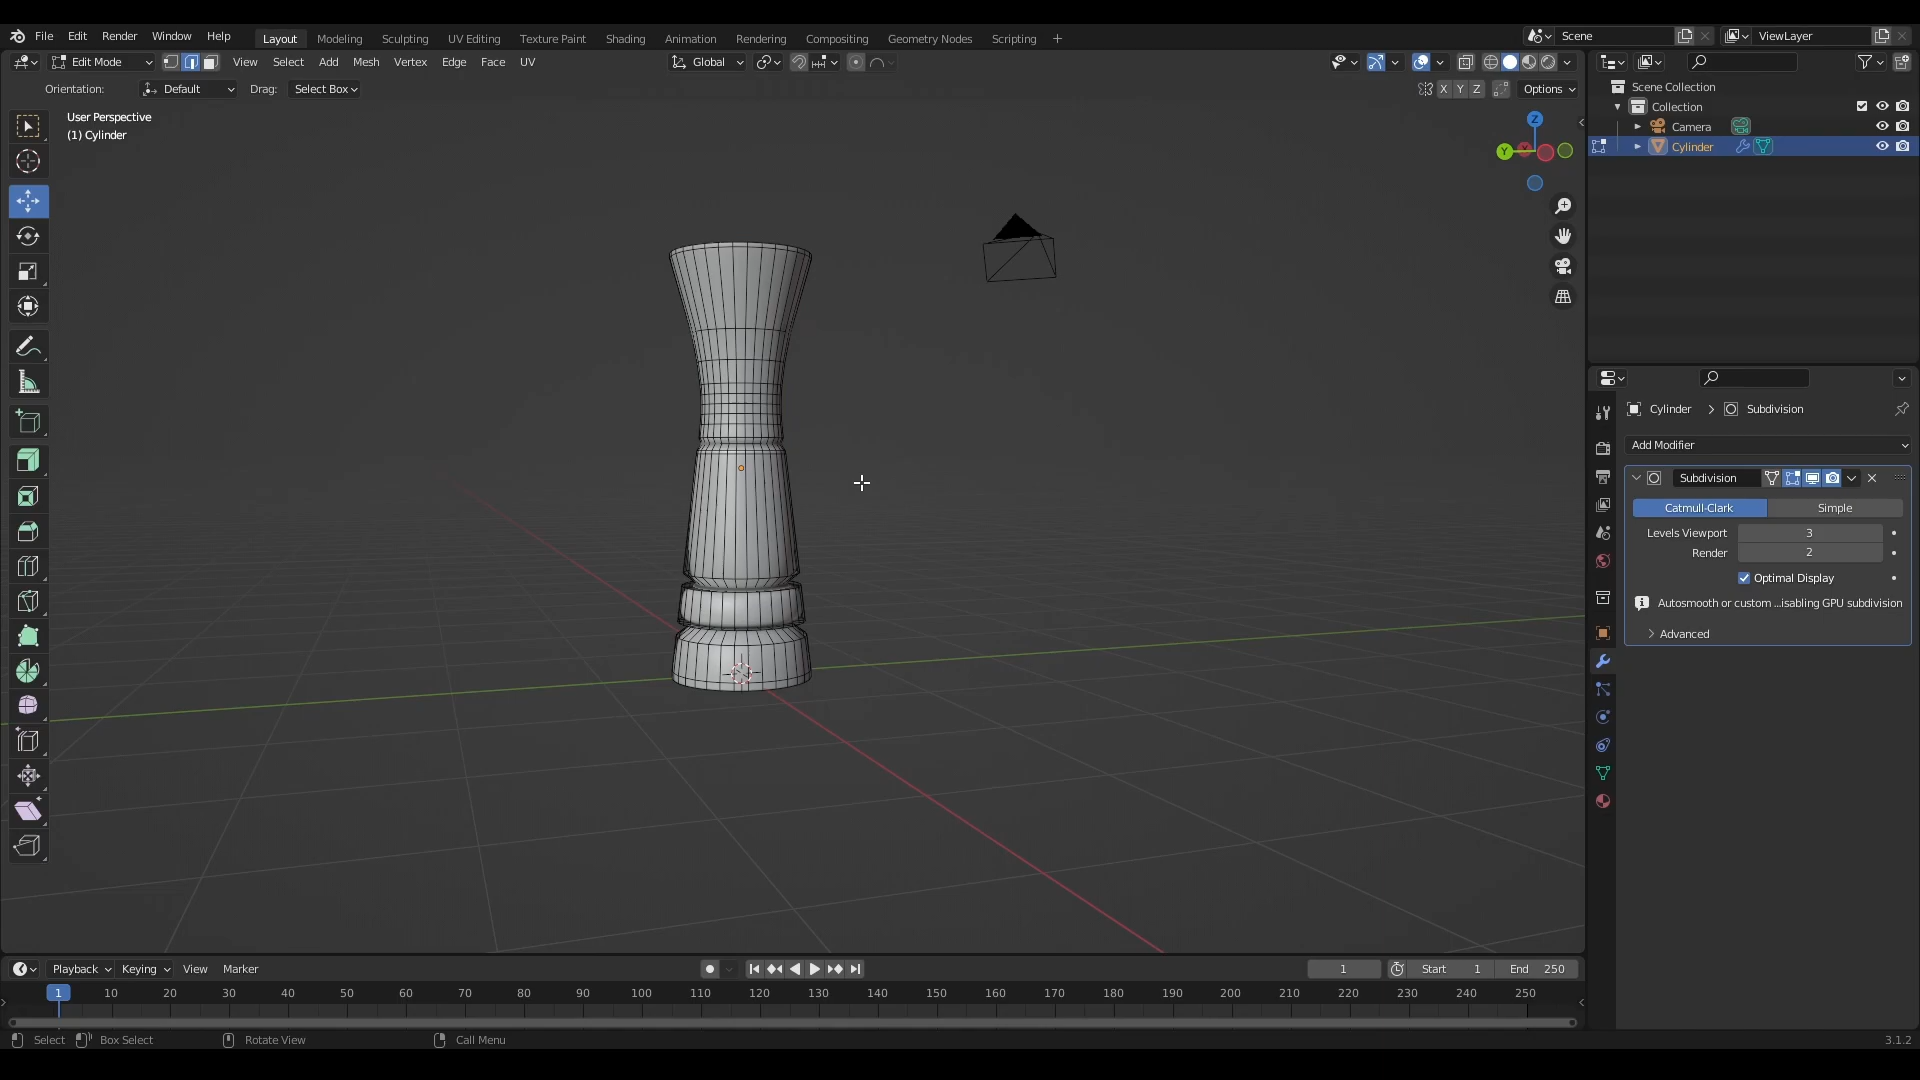 File Edit Render Window Help Layout Modeling Sculpting UV Editing Texture Paint Shading Animation Rendering Compositing Geometry Nodes Scripting + Scene ViewLayer
Edit Mode View Select Add Mesh Vertex Edge Face UV Global
Orientation: Default Drag: Select Box X Y Z Options
User Perspective
(1) Cylinder
Z
Y
Scene Collection
Collection
Camera
Cylinder
Cylinder > Subdivision
Add Modifier
Subdivision
Catmull-Clark Simple
Levels Viewport 3
Render 2
Optimal Display
Autosmooth or custom ...isabling GPU subdivision
Advanced
Playback Keying View Marker 1 Start 1 End 250
1 10 20 30 40 50 60 70 80 90 100 110 120 130 140 150 160 170 180 190 200 210 220 230 240 250
Select Box Select Rotate View Call Menu 3.1.2